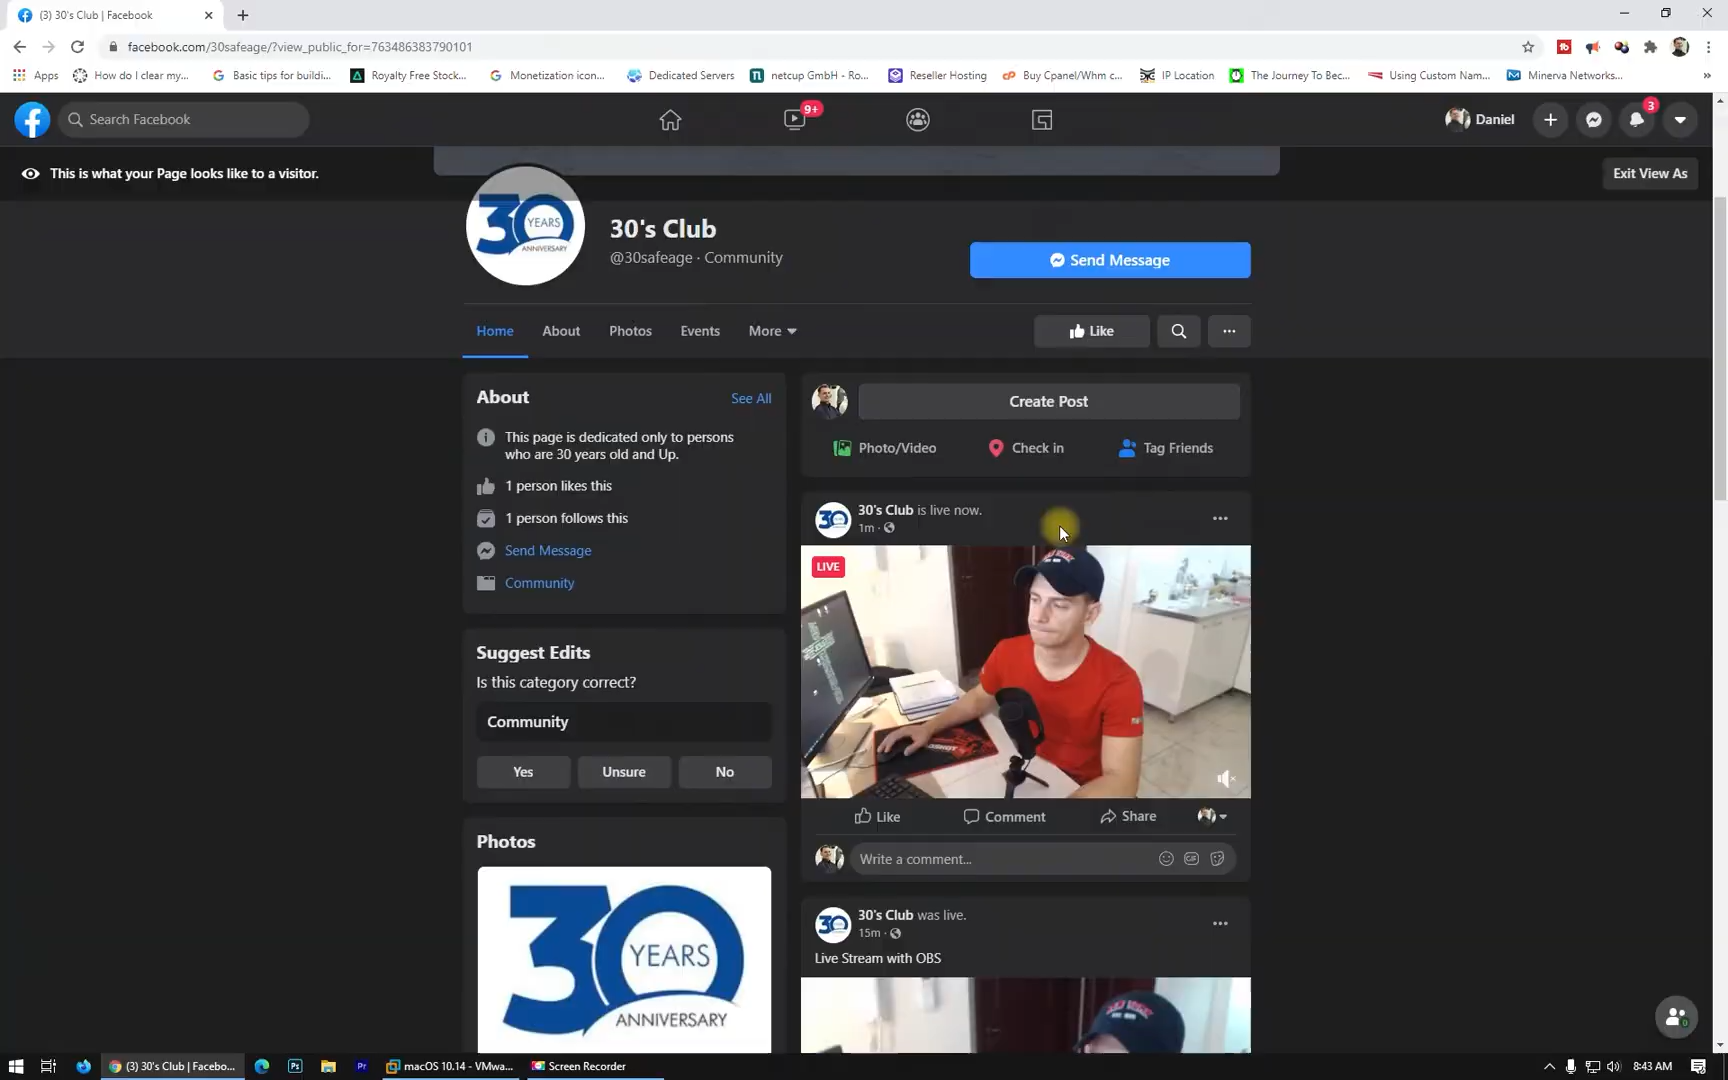 (3) 30's Club | Facebook
facebook.com/30safeage/?view_public_for=763486383790101
Apps
How do I clear my...
Basic tips for buildi...
Royalty Free Stock...
Monetization icon...
Dedicated Servers
netcup GmbH - Ro...
Reseller Hosting
Buy Cpanel/Whm c...
IP Location
The Journey To Bec...
Using Custom Nam...
Minerva Networks...
Search Facebook
9+
Daniel
3
This is what your Page looks like to a visitor.
Exit View As
30 YEARS ANNIVERSARY
30's Club
@30safeage · Community
Send Message
Home
About
Photos
Events
More
Like
About
See All
This page is dedicated only to persons
who are 30 years old and Up.
1 person likes this
1 person follows this
Send Message
Community
Suggest Edits
Is this category correct?
Community
Yes
Unsure
No
Photos
30 YEARS
ANNIVERSARY
Create Post
Photo/Video
Check in
Tag Friends
30's Club is live now.
1m ·
LIVE
Like
Comment
Share
Write a comment...
GIF
30's Club was live.
15m ·
Live Stream with OBS
(3) 30's Club | Facebo...
Ps
Pr
macOS 10.14 - VMwa...
Screen Recorder
8:43 AM